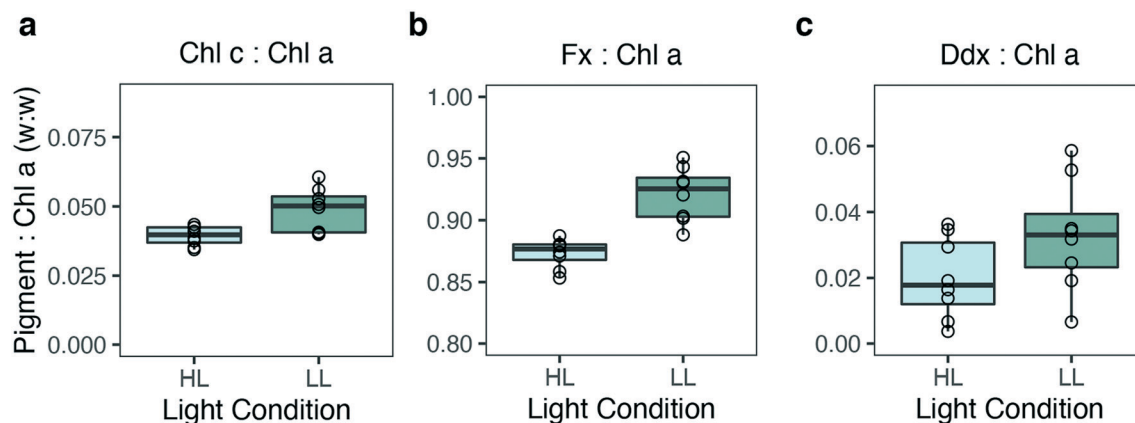 a
Chl c : Chl a
Pigment : Chl a (w:w)
0.075
0.050
0.025
0.000
HL LL
Light Condition
b
Fx : Chl a
1.00
0.95
0.90
0.85
0.80
HL LL
Light Condition
c
Ddx : Chl a
0.06
0.04
0.02
0.00
HL LL
Light Condition